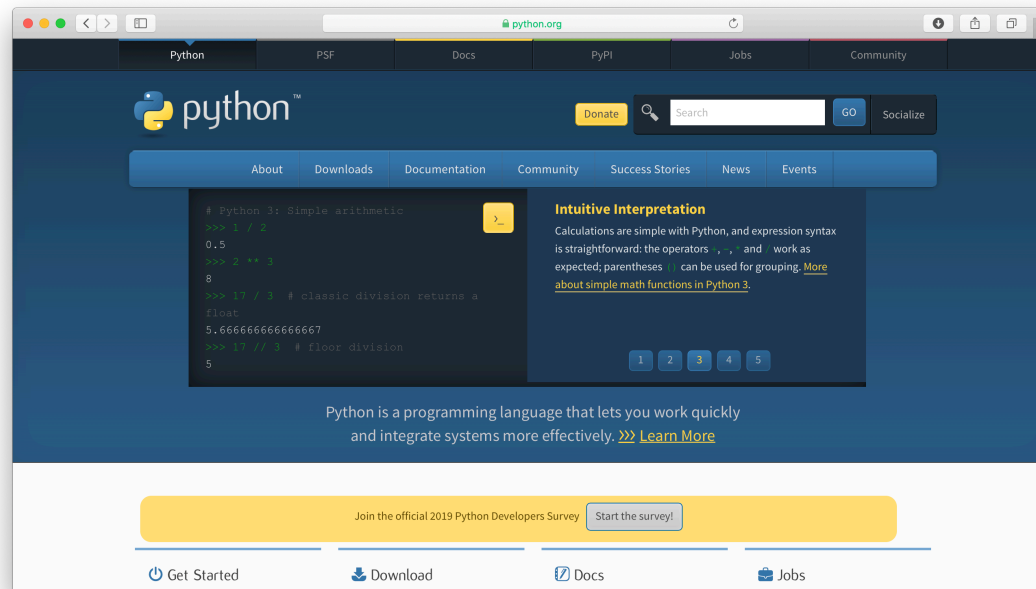 python.org
Python PSF Docs PyPI Jobs Community
python™
Donate Search GO Socialize
About Downloads Documentation Community Success Stories News Events
# Python 3: Simple arithmetic
>>> 1 / 2
0.5
>>> 2 ** 3
8
>>> 17 / 3 # classic division returns a
float
5.666666666666667
>>> 17 // 3 # floor division
5
>_
Intuitive Interpretation
Calculations are simple with Python, and expression syntax
is straightforward: the operators +, -, * and / work as
expected; parentheses () can be used for grouping. More
about simple math functions in Python 3.
1 2 3 4 5
Python is a programming language that lets you work quickly
and integrate systems more effectively. >>> Learn More
Join the official 2019 Python Developers Survey Start the survey!
Get Started Download Docs Jobs